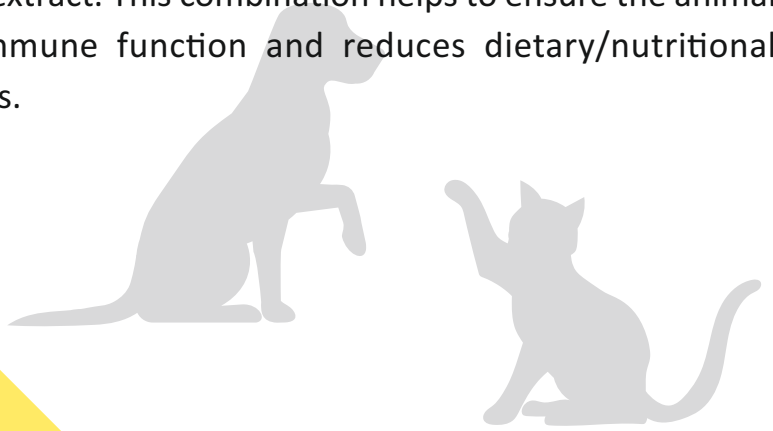 extract. This combination helps to ensure the animal
mmune function and reduces dietary/nutritional
s.